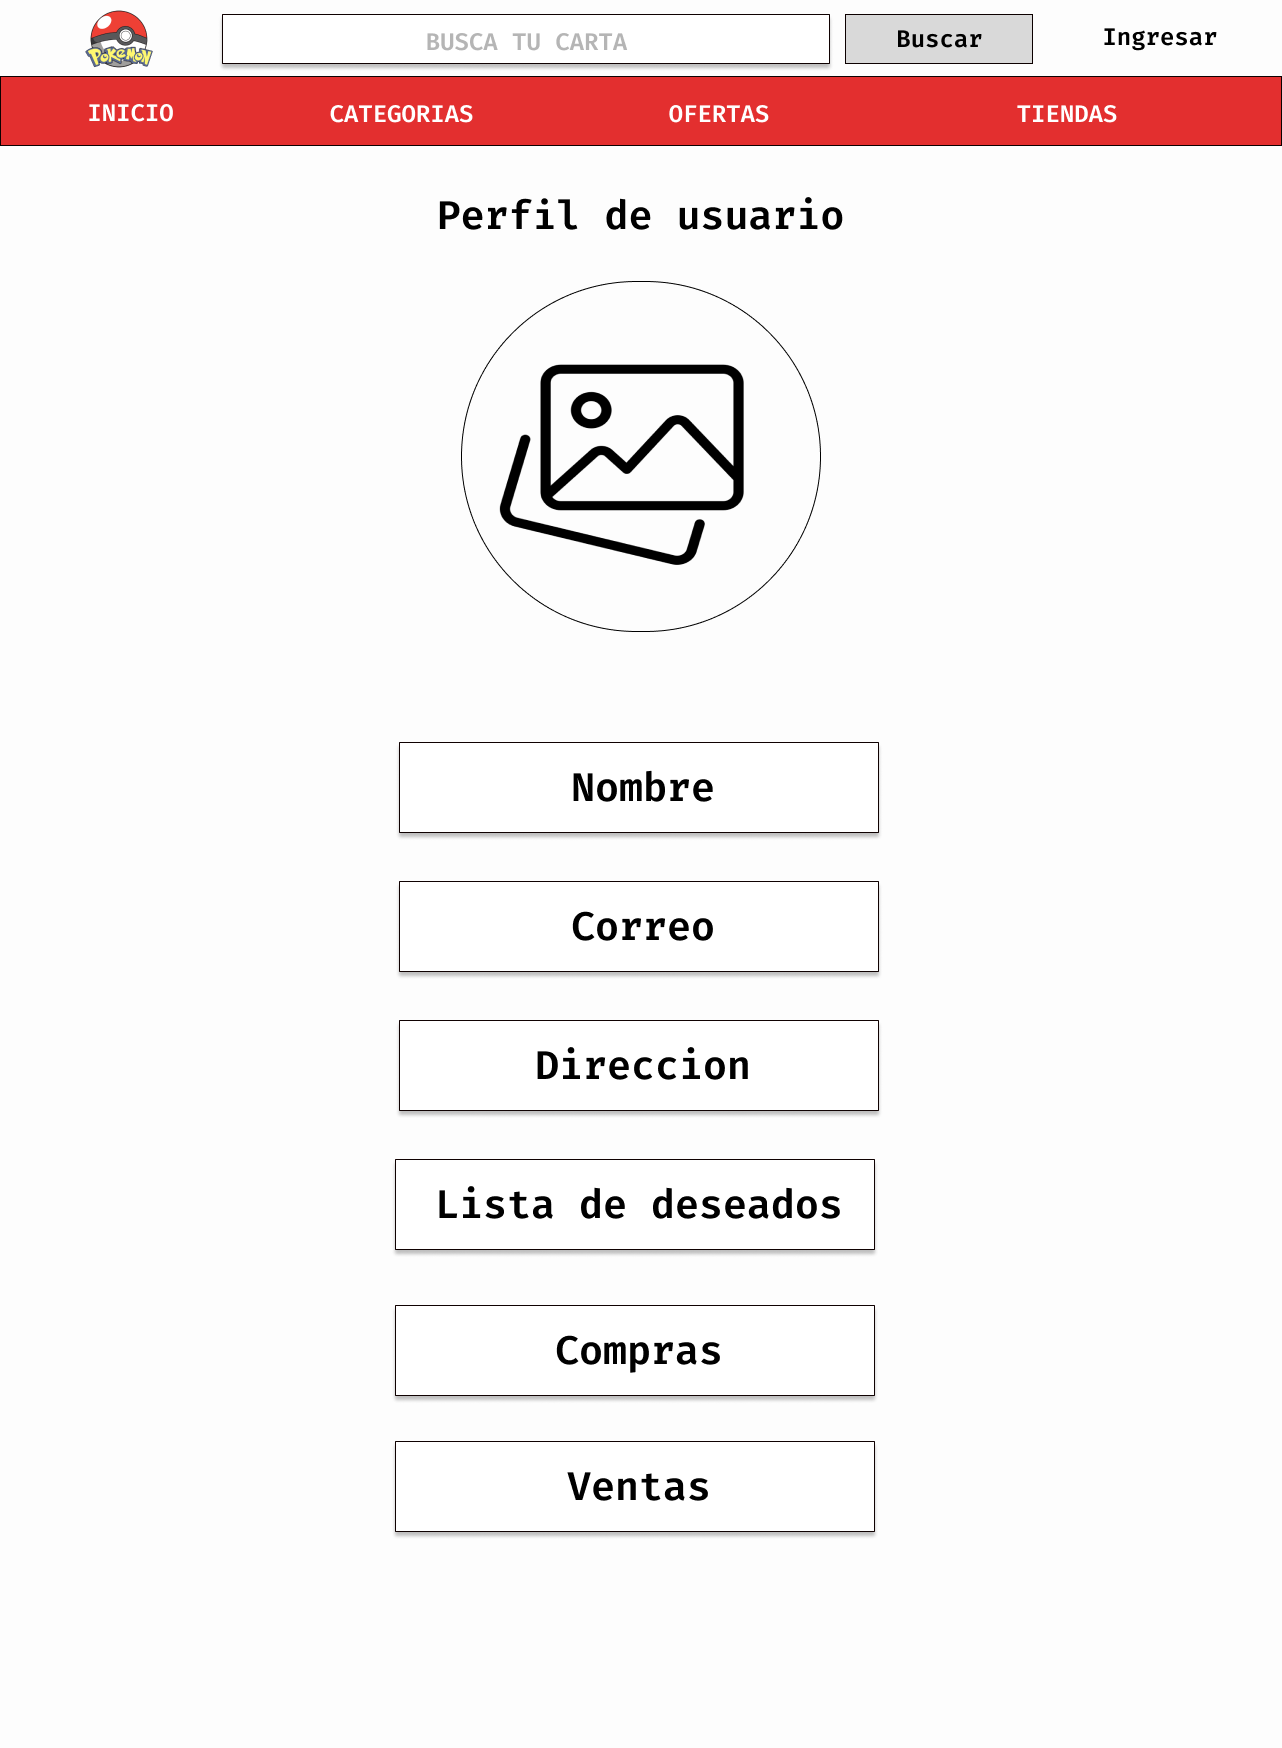 POKéMON
BUSCA TU CARTA
Buscar
Ingresar
INICIO
CATEGORIAS
OFERTAS
TIENDAS
Perfil de usuario
Nombre
Correo
Direccion
Lista de deseados
Compras
Ventas